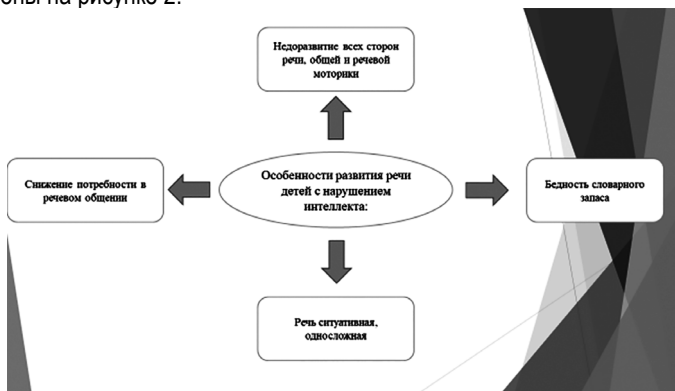 на рисунке 2.
Недоразвитие всех сторон
речи, общей и речевой
моторики
Снижение потребности в
речевом общении
Особенности развития речи
детей с нарушением
интеллекта:
Бедность словарного
запаса
Речь ситуативная,
односложная